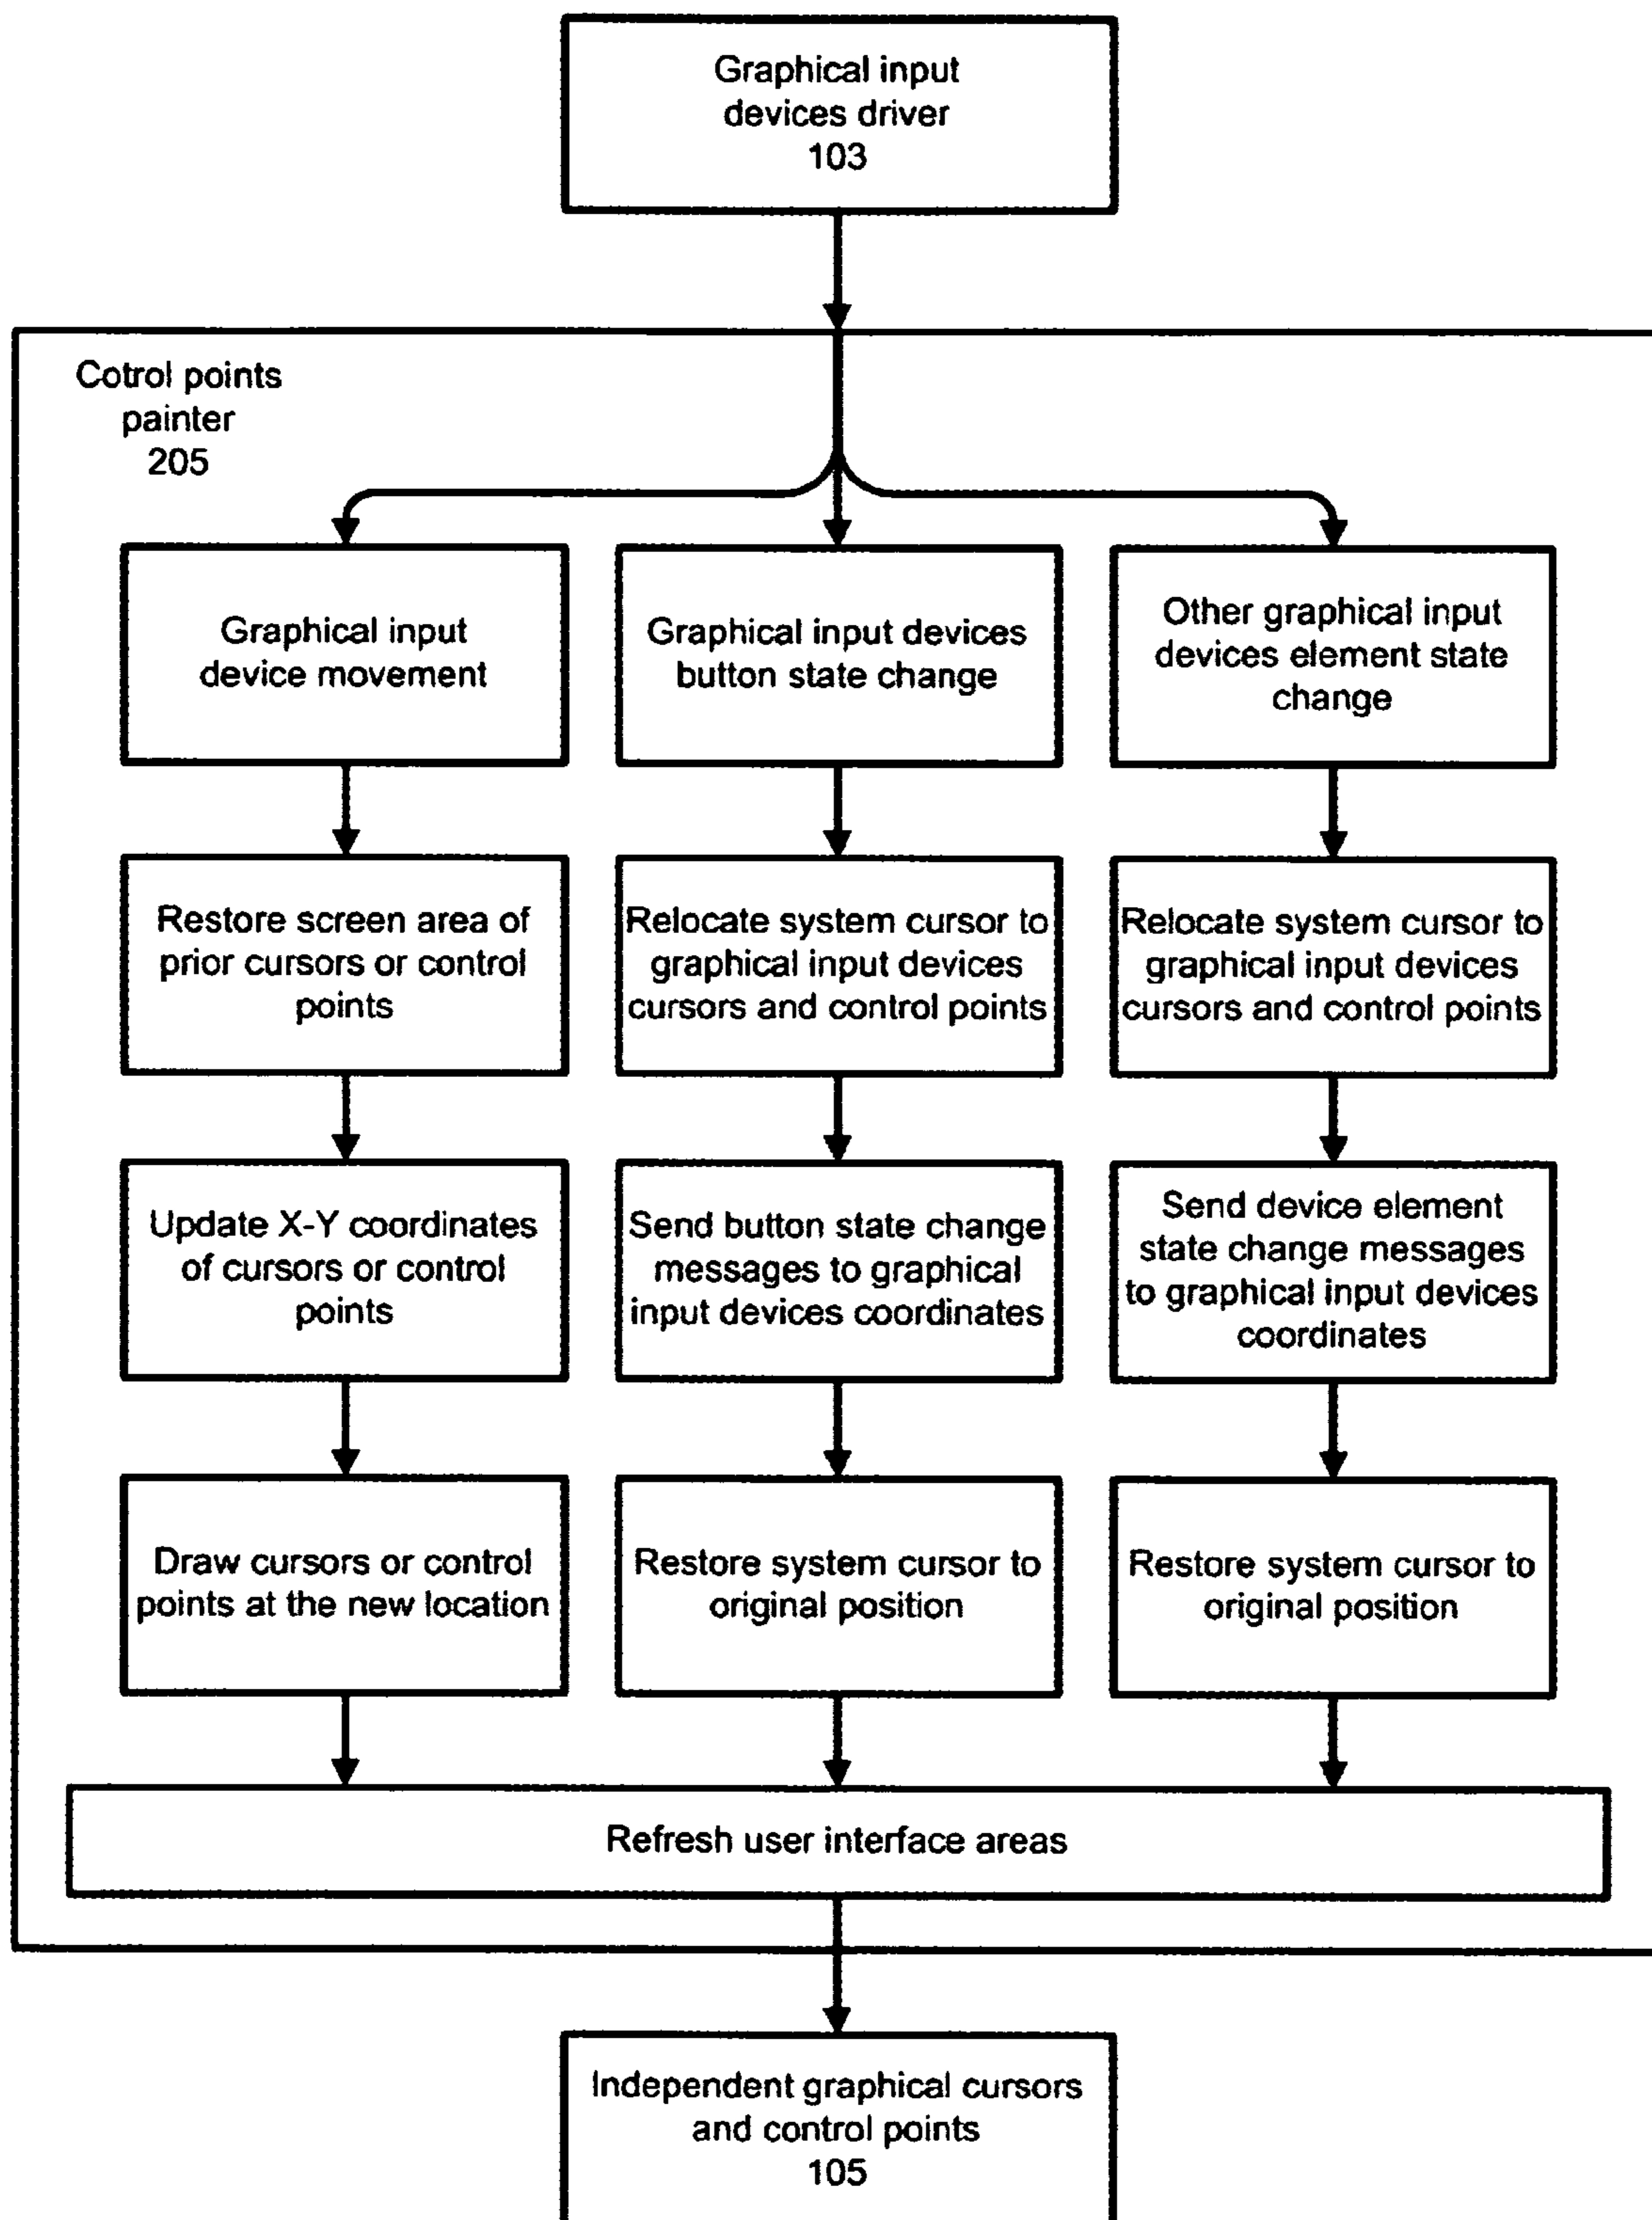 Graphical input
devices driver
103
Cotrol points
painter
205
Graphical input
device movement
Graphical input devices
button state change
Other graphical input
devices element state
change
Restore screen area of
prior cursors or control
points
Relocate system cursor to
graphical input devices
cursors and control points
Relocate system cursor to
graphical input devices
cursors and control points
Update X-Y coordinates
of cursors or control
points
Send button state change
messages to graphical
input devices coordinates
Send device element
state change messages
to graphical input devices
coordinates
Draw cursors or control
points at the new location
Restore system cursor to
original position
Restore system cursor to
original position
Refresh user interface areas
Independent graphical cursors
and control points
105